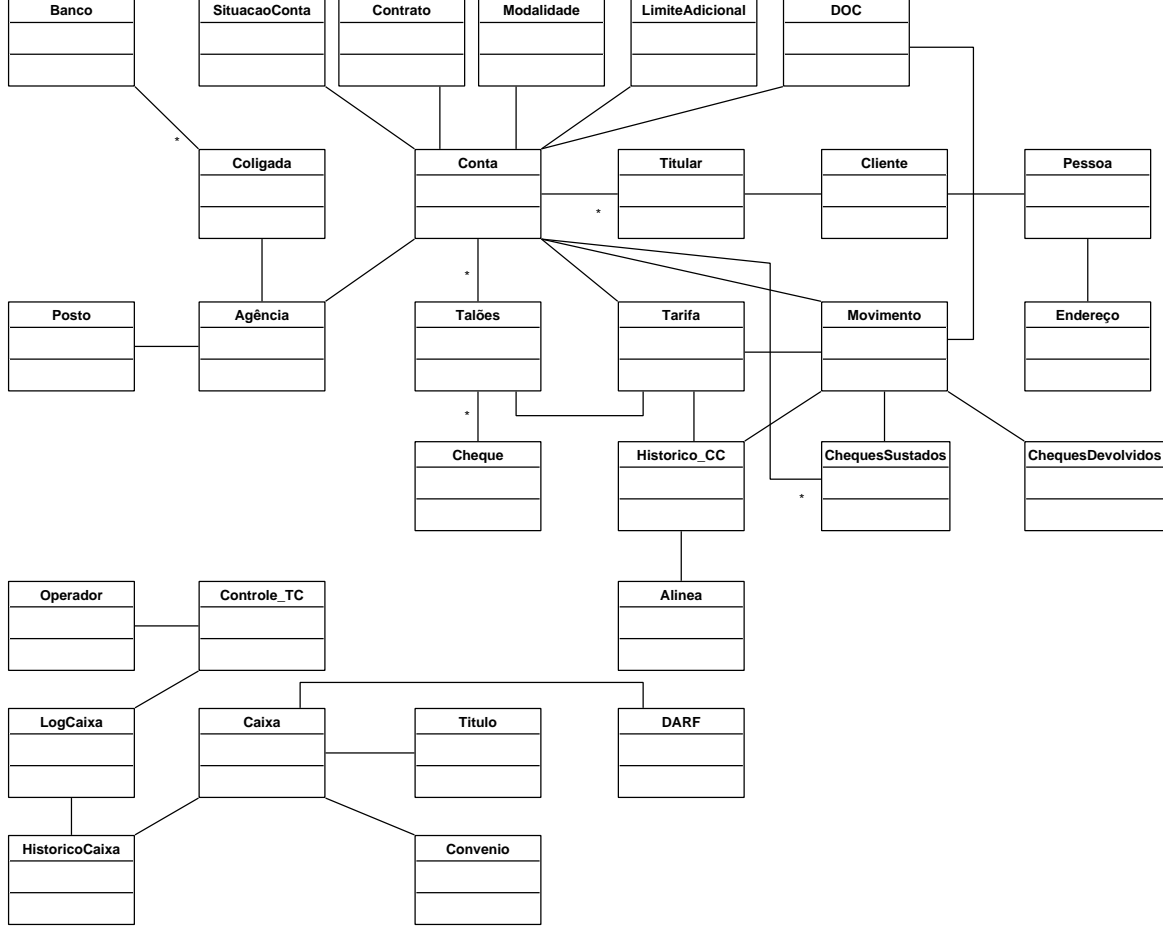 Banco
SituacaoConta
Contrato
Modalidade
LimiteAdicional
DOC
*
Coligada
Conta
Titular
Cliente
Pessoa
*
*
Posto
Agência
Talões
Tarifa
Movimento
Endereço
*
Cheque
Historico_CC
ChequesSustados
ChequesDevolvidos
*
Operador
Controle_TC
Alinea
LogCaixa
Caixa
Titulo
DARF
HistoricoCaixa
Convenio